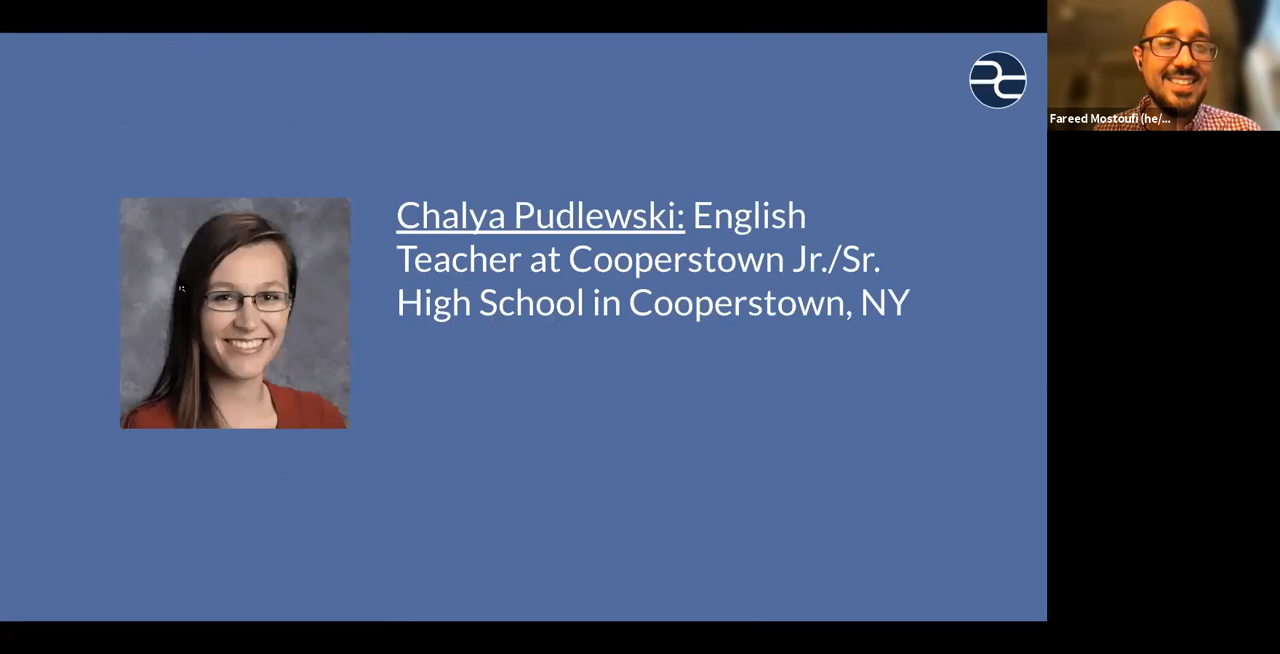 Chalya Pudlewski: English
Teacher at Cooperstown Jr./Sr.
High School in Cooperstown, NY
Fareed Mostoufi (he/...